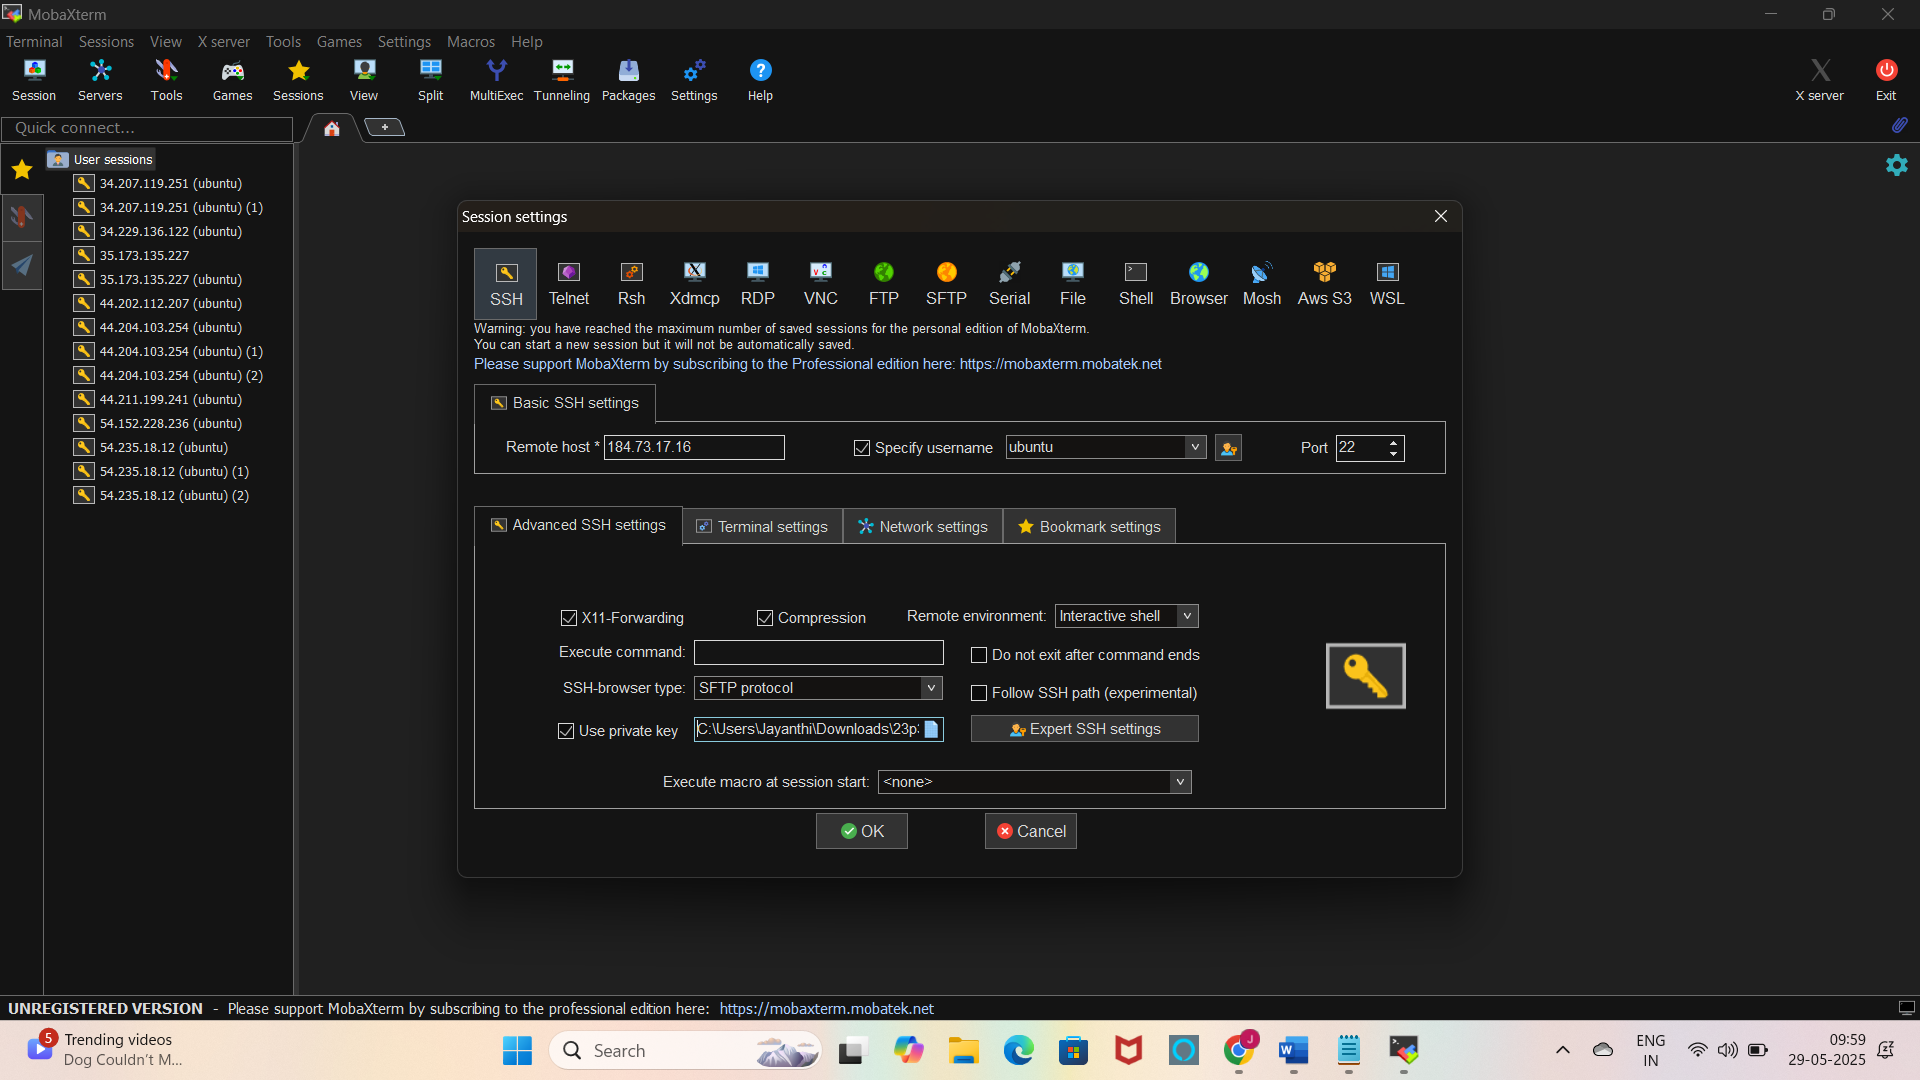 MobaXterm
Terminal Sessions View X server Tools Games Settings Macros Help
Session Servers Tools Games Sessions View Split MultiExec Tunneling Packages Settings Help X server Exit
Quick connect...
User sessions
34.207.119.251 (ubuntu)
34.207.119.251 (ubuntu) (1)
34.229.136.122 (ubuntu)
35.173.135.227
35.173.135.227 (ubuntu)
44.202.112.207 (ubuntu)
44.204.103.254 (ubuntu)
44.204.103.254 (ubuntu) (1)
44.204.103.254 (ubuntu) (2)
44.211.199.241 (ubuntu)
54.152.228.236 (ubuntu)
54.235.18.12 (ubuntu)
54.235.18.12 (ubuntu) (1)
54.235.18.12 (ubuntu) (2)
Session settings
SSH Telnet Rsh Xdmcp RDP VNC FTP SFTP Serial File Shell Browser Mosh Aws S3 WSL
Warning: you have reached the maximum number of saved sessions for the personal edition of MobaXterm.
You can start a new session but it will not be automatically saved.
Please support MobaXterm by subscribing to the Professional edition here: https://mobaxterm.mobatek.net
Basic SSH settings
Remote host * 184.73.17.16 Specify username ubuntu Port 22
Advanced SSH settings Terminal settings Network settings Bookmark settings
X11-Forwarding Compression Remote environment: Interactive shell
Execute command: Do not exit after command ends
SSH-browser type: SFTP protocol Follow SSH path (experimental)
Use private key C:\Users\Jayanthi\Downloads\23p Expert SSH settings
Execute macro at session start: <none>
OK Cancel
UNREGISTERED VERSION - Please support MobaXterm by subscribing to the professional edition here: https://mobaxterm.mobatek.net
5 Trending videos
Dog Couldn't M...
Search
J
ENG
IN
09:59
29-05-2025